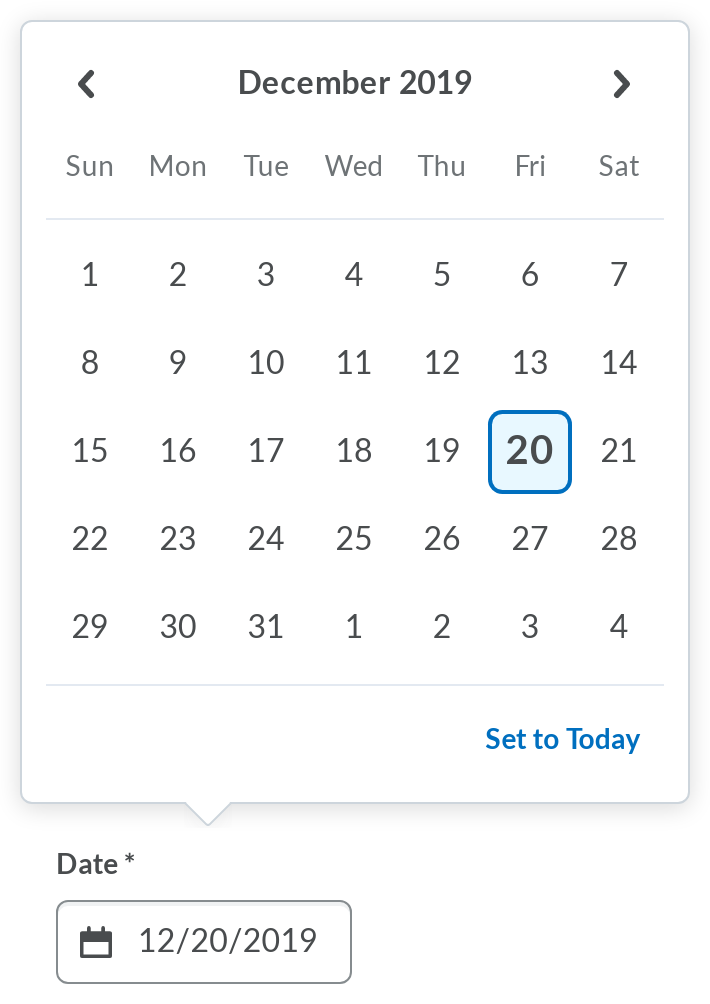 December 2019
Sun Mon Tue Wed Thu Fri Sat
1 2 3 4 5 6 7
8 9 10 11 12 13 14
15 16 17 18 19 20 21
22 23 24 25 26 27 28
29 30 31 1 2 3 4
Set to Today
Date *
12/20/2019